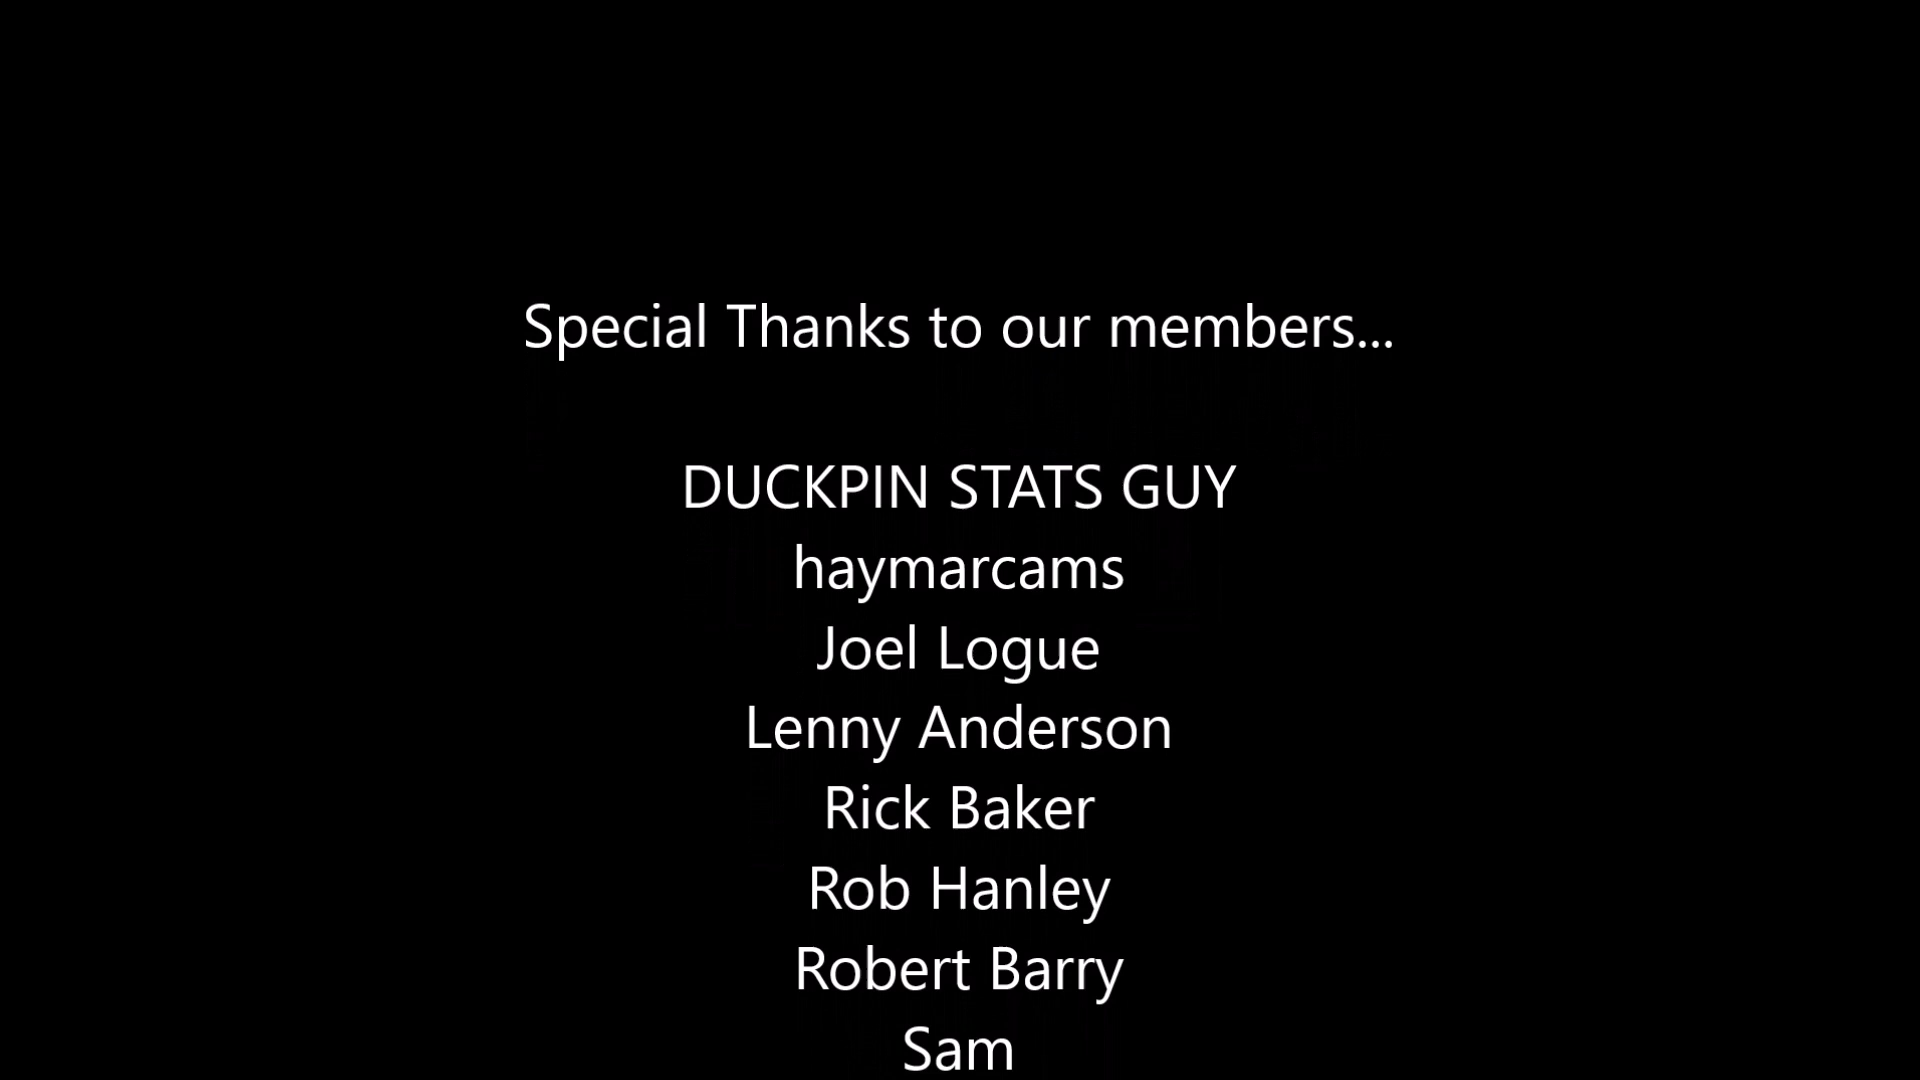 Special Thanks to our members...
DUCKPIN STATS GUY
haymarcams
Joel Logue
Lenny Anderson
Rick Baker
Rob Hanley
Robert Barry
Sam